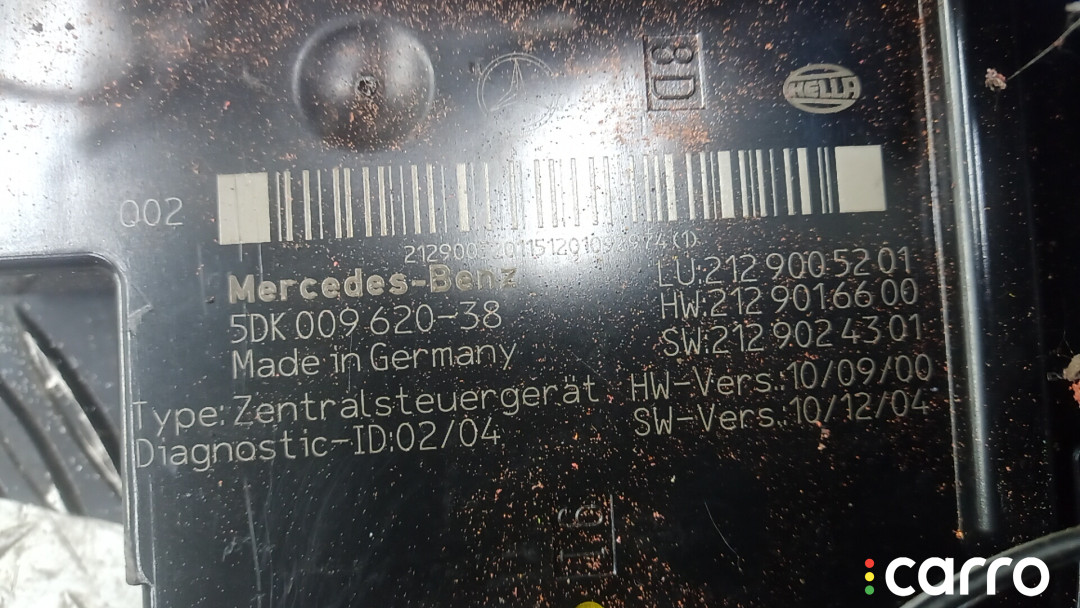 8D
HELLA
Q02
Mercedes-Benz
5DK 009 620-38
Made in Germany
Type: Zentralsteuergerät
Diagnostic-ID:02/04
LU:212 900 52 01
HW:212 901 66 00
SW:212 902 43 01
HW-Vers.:10/09/00
SW-Vers.:10/12/04
carro